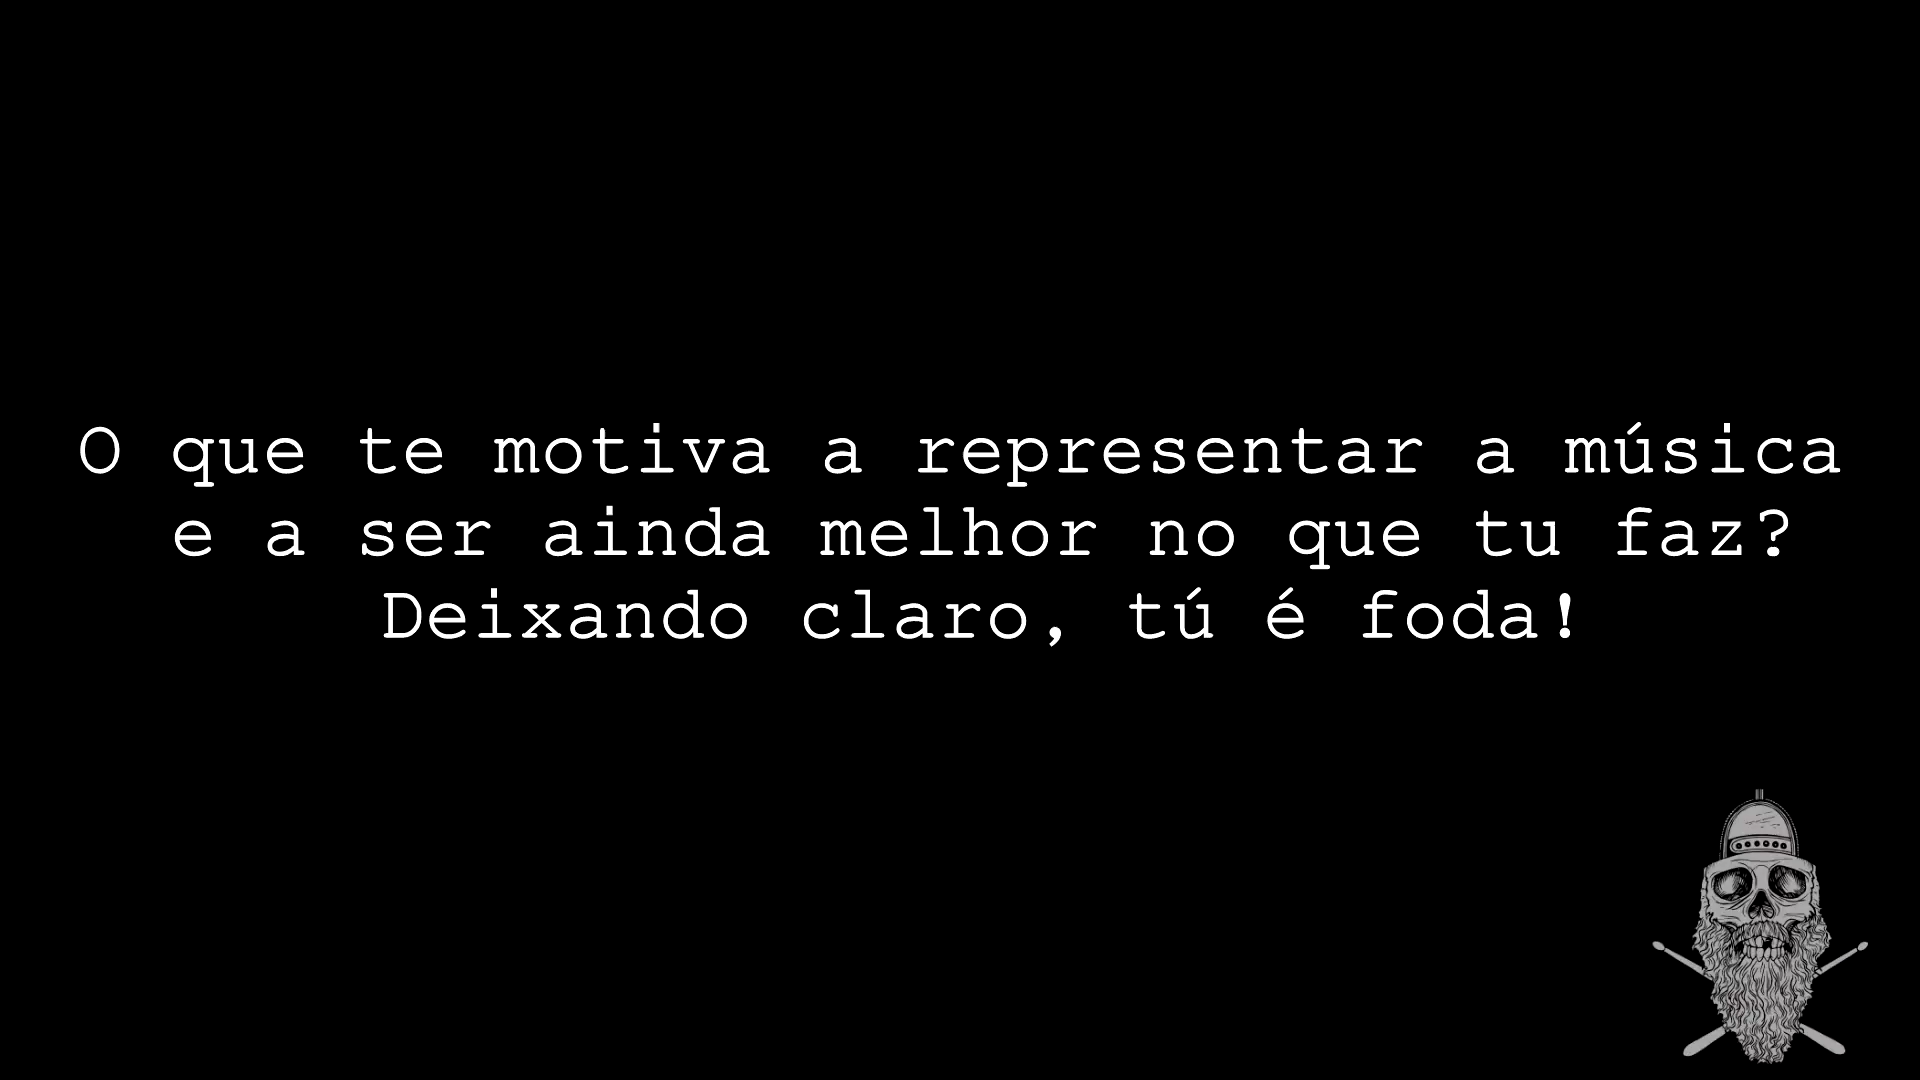 O que te motiva a representar a música
e a ser ainda melhor no que tu faz?
Deixando claro, tú é foda!